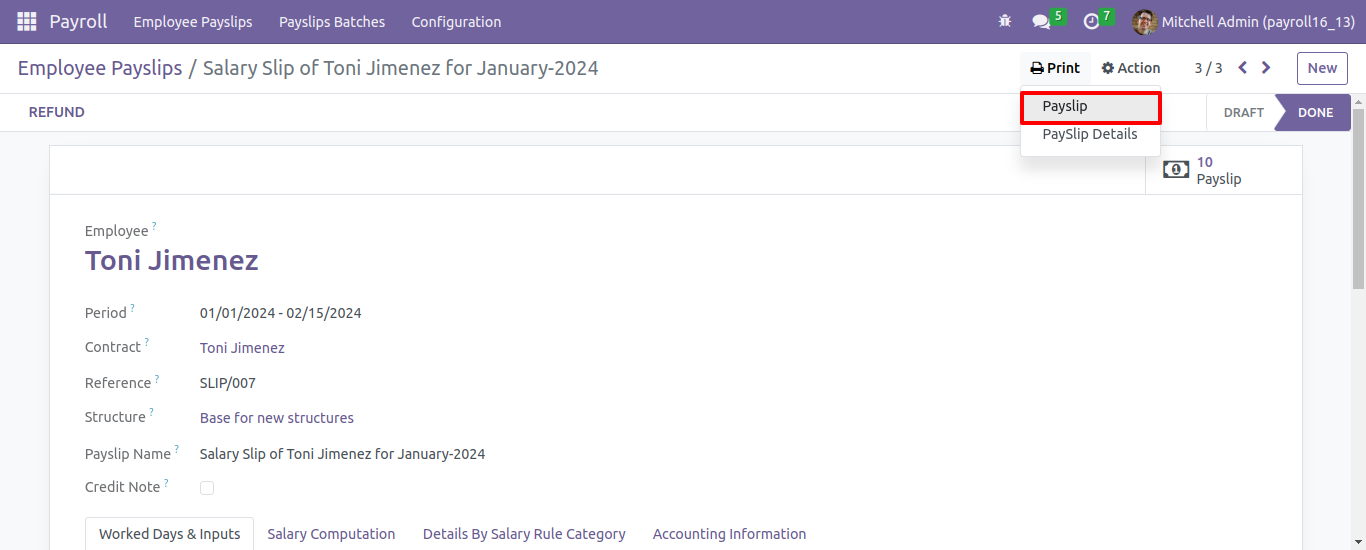 Payroll Employee Payslips Payslips Batches Configuration 5 7 Mitchell Admin (payroll16_13)
Employee Payslips / Salary Slip of Toni Jimenez for January-2024 Print Action 3 / 3 New
REFUND Payslip DRAFT DONE
PaySlip Details
10
Payslip
Employee ?
Toni Jimenez
Period ? 01/01/2024 - 02/15/2024
Contract ? Toni Jimenez
Reference ? SLIP/007
Structure ? Base for new structures
Payslip Name ? Salary Slip of Toni Jimenez for January-2024
Credit Note ?
Worked Days & Inputs Salary Computation Details By Salary Rule Category Accounting Information